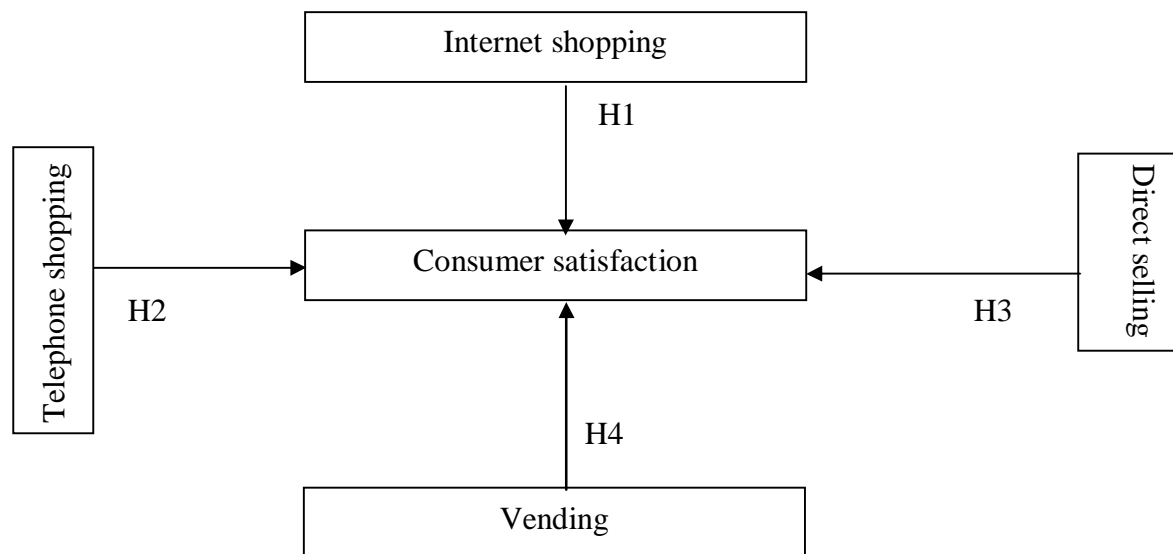 Internet shopping
H1
Telephone shopping
Direct selling
Consumer satisfaction
H2
H3
H4
Vending